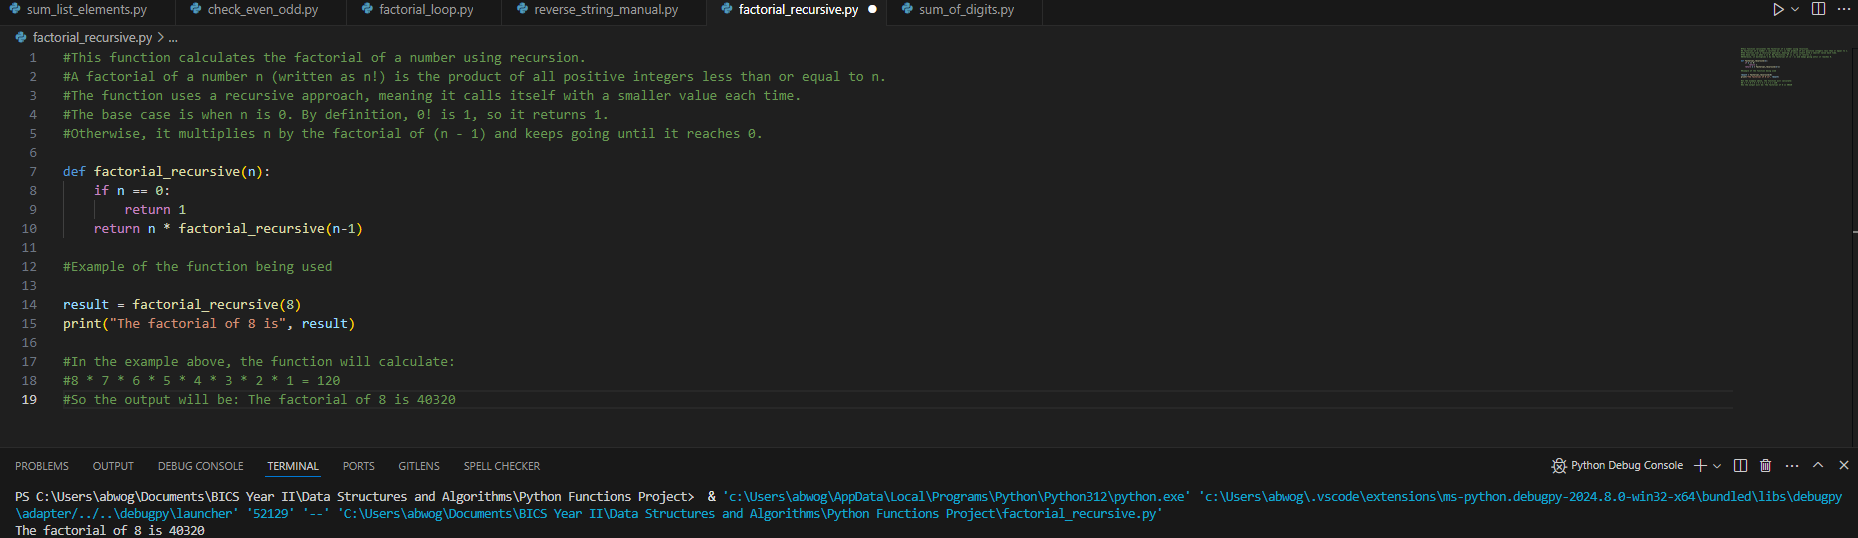 sum_list_elements.py check_even_odd.py factorial_loop.py reverse_string_manual.py factorial_recursive.py sum_of_digits.py
factorial_recursive.py > ...
1 #This function calculates the factorial of a number using recursion.
2 #A factorial of a number n (written as n!) is the product of all positive integers less than or equal to n.
3 #The function uses a recursive approach, meaning it calls itself with a smaller value each time.
4 #The base case is when n is 0. By definition, 0! is 1, so it returns 1.
5 #Otherwise, it multiplies n by the factorial of (n - 1) and keeps going until it reaches 0.
6
7 def factorial_recursive(n):
8     if n == 0:
9         return 1
10     return n * factorial_recursive(n-1)
11
12 #Example of the function being used
13
14 result = factorial_recursive(8)
15 print("The factorial of 8 is", result)
16
17 #In the example above, the function will calculate:
18 #8 * 7 * 6 * 5 * 4 * 3 * 2 * 1 = 120
19 #So the output will be: The factorial of 8 is 40320
PROBLEMS OUTPUT DEBUG CONSOLE TERMINAL PORTS GITLENS SPELL CHECKER Python Debug Console
PS C:\Users\abwog\Documents\BICS Year II\Data Structures and Algorithms\Python Functions Project>  & 'c:\Users\abwog\AppData\Local\Programs\Python\Python312\python.exe' 'c:\Users\abwog\.vscode\extensions\ms-python.debugpy-2024.8.0-win32-x64\bundled\libs\debugpy
\adapter/../..\debugpy\launcher' '52129' '--' 'C:\Users\abwog\Documents\BICS Year II\Data Structures and Algorithms\Python Functions Project\factorial_recursive.py'
The factorial of 8 is 40320